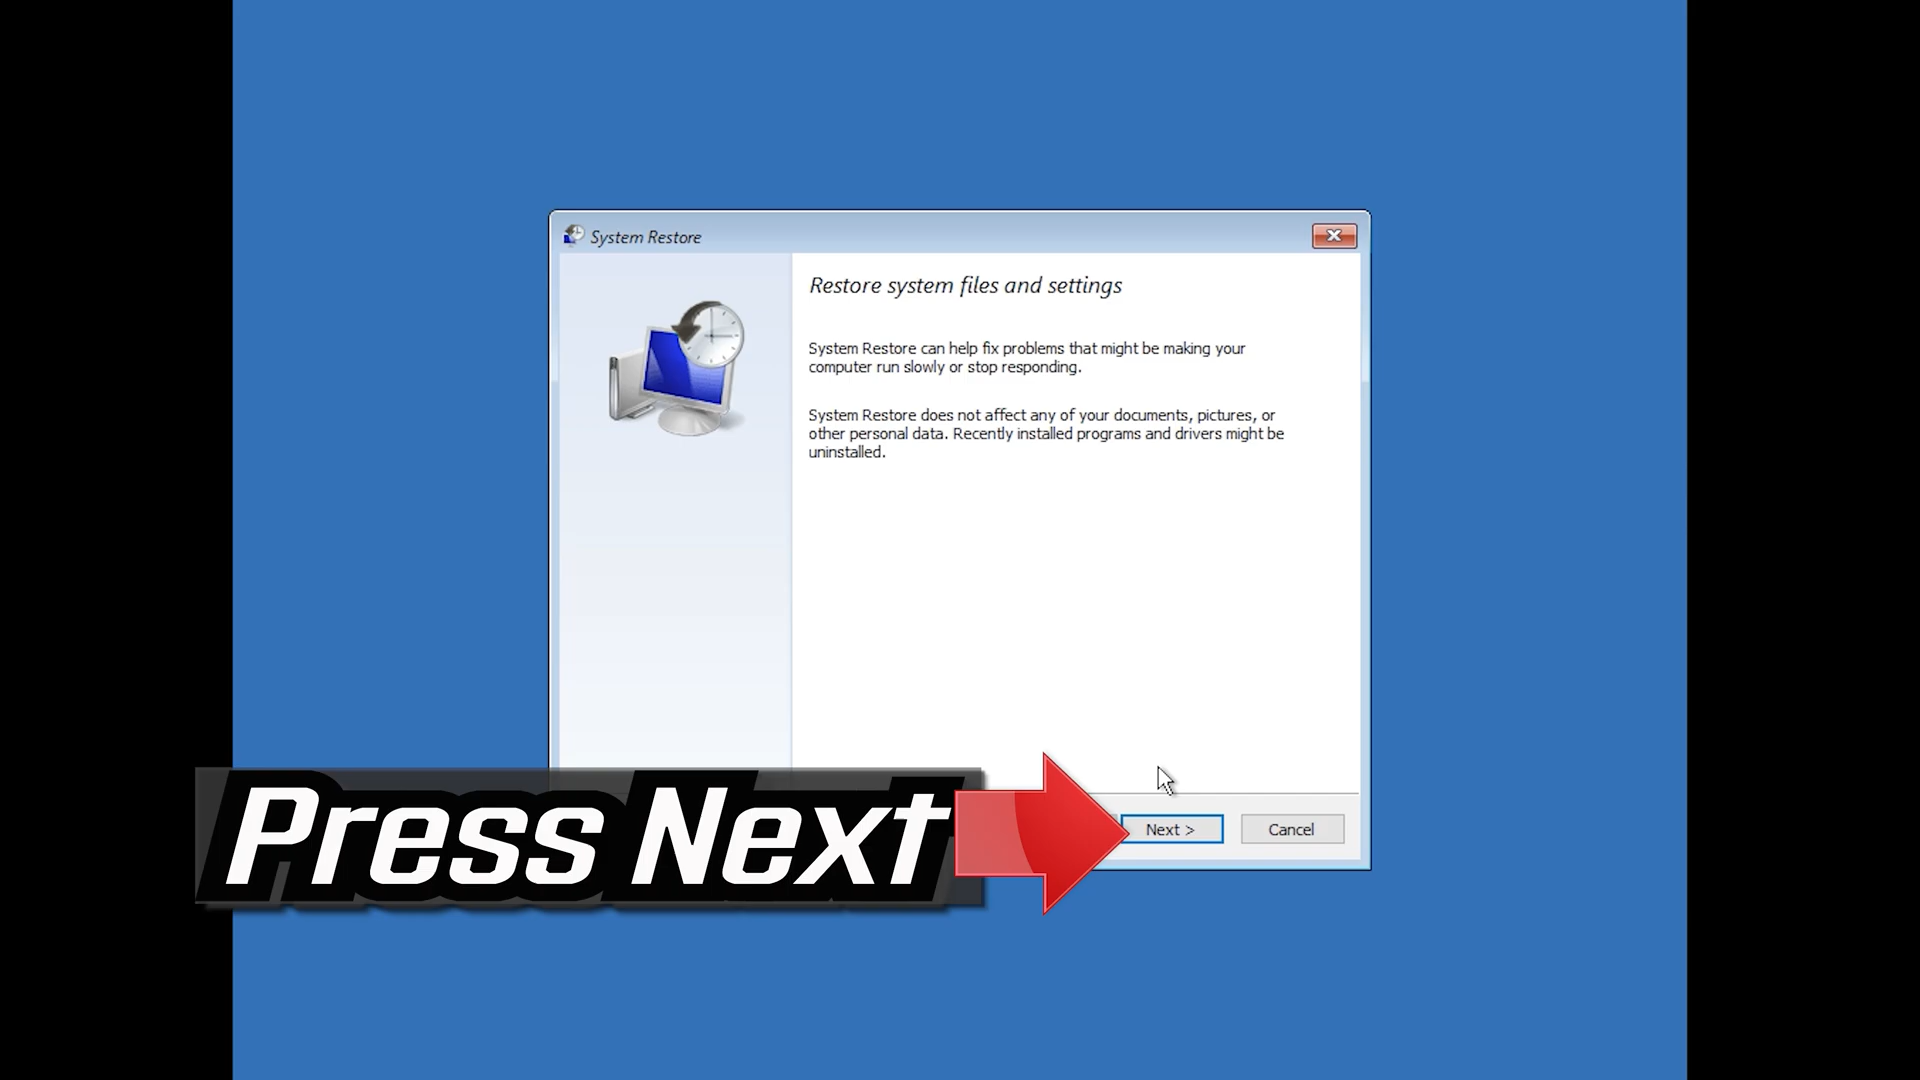 System Restore
Restore system files and settings
System Restore can help fix problems that might be making your
computer run slowly or stop responding.
System Restore does not affect any of your documents, pictures, or
other personal data. Recently installed programs and drivers might be
uninstalled.
Press Next
Next >
Cancel